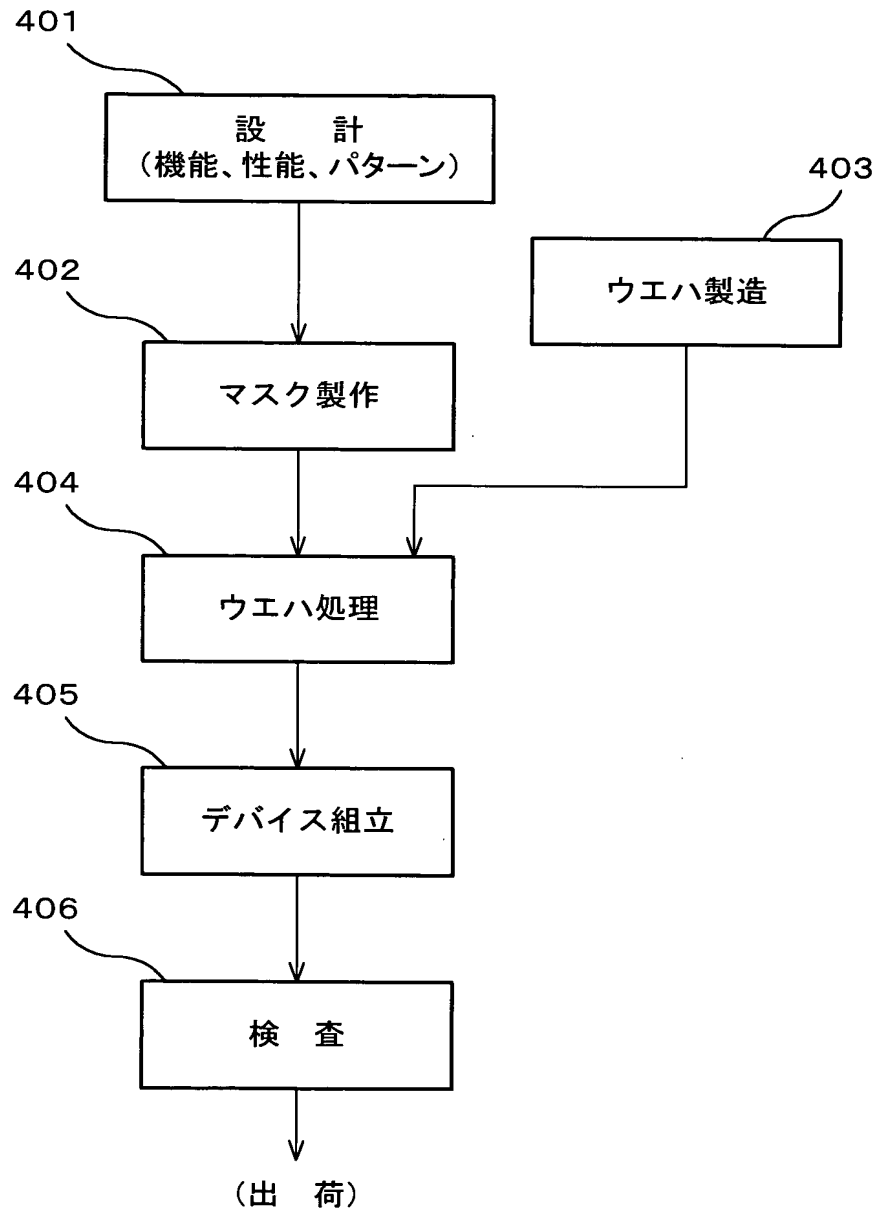 401
設 計
(機能、性能、パターン)
403
ウエハ製造
402
マスク製作
404
ウエハ処理
405
デバイス組立
406
検 査
(出 荷)